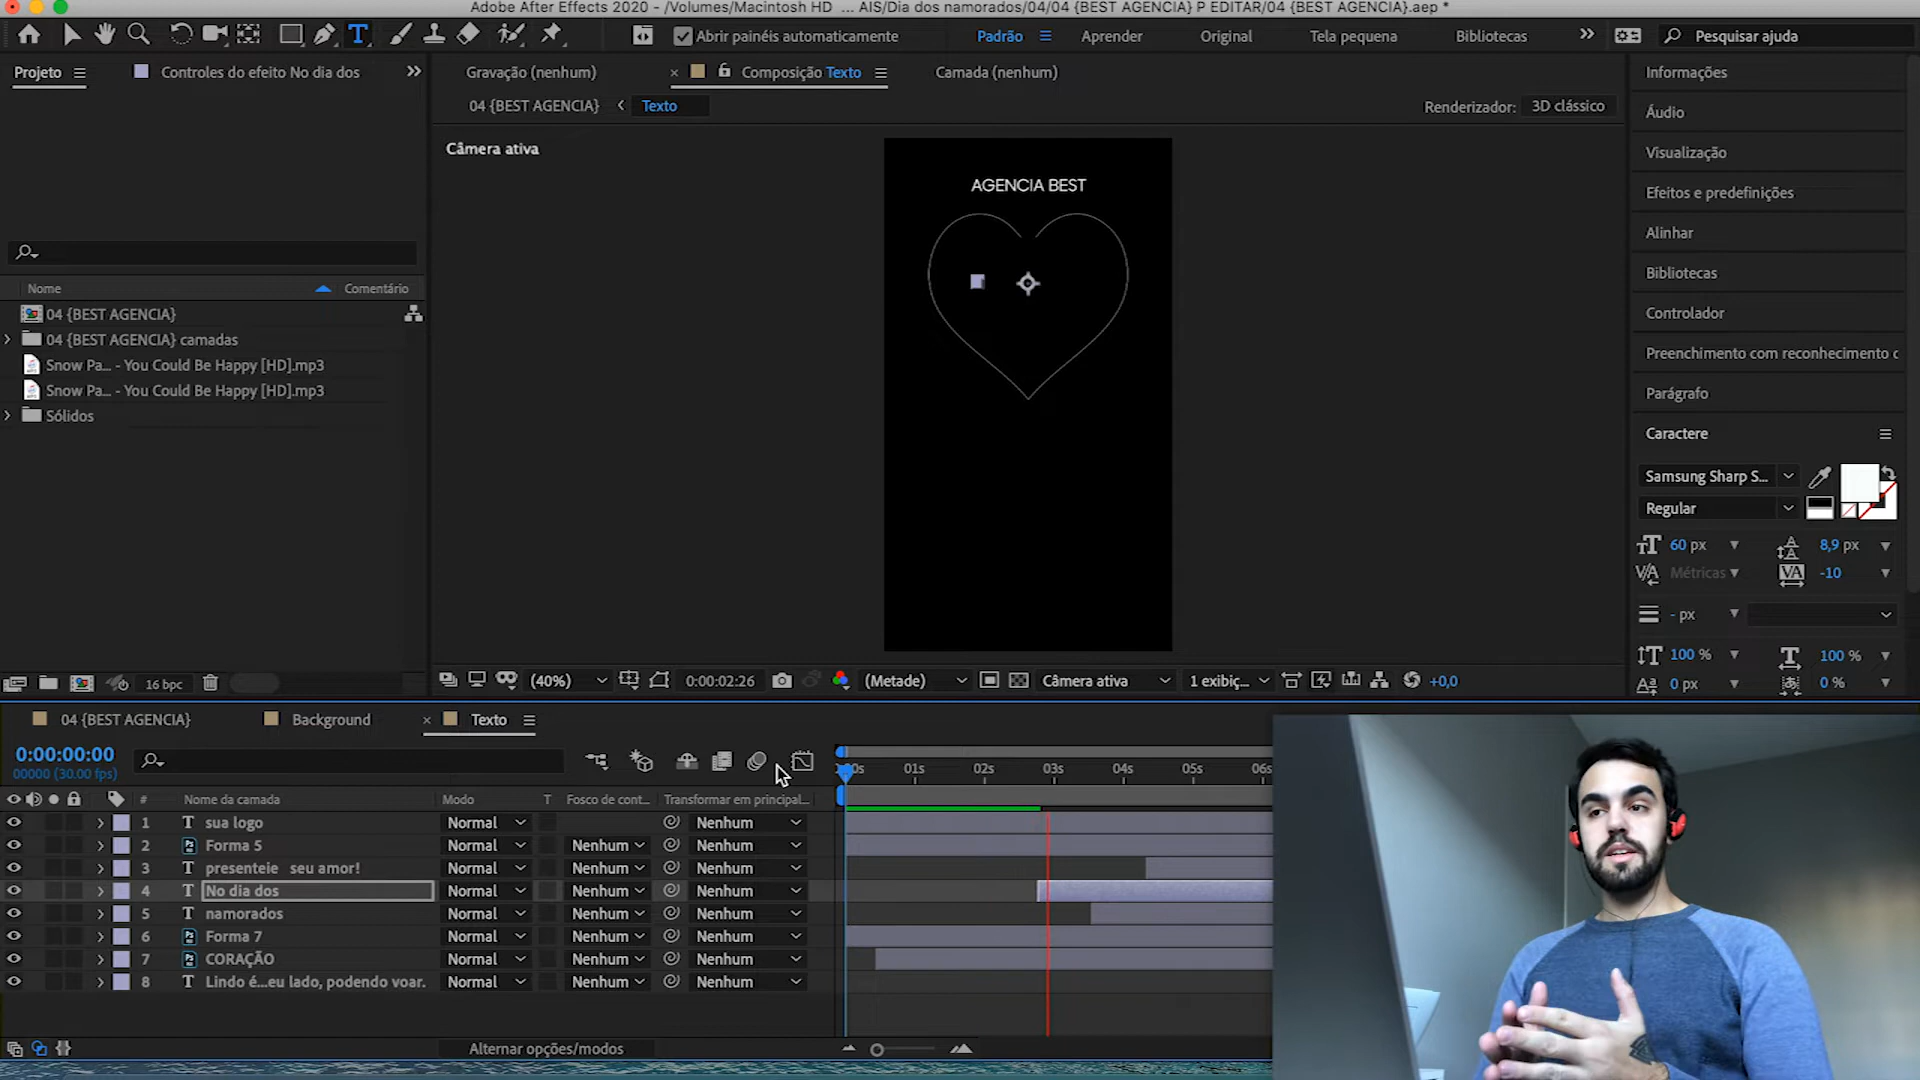 Adobe After Effects 2020 - /Volumes/Macintosh HD ... AIS/Dia dos namorados/04/04 {BEST AGENCIA} P EDITAR/04 {BEST AGENCIA}.aep *
Abrir painéis automaticamente
Padrão
Aprender
Original
Tela pequena
Bibliotecas
Pesquisar ajuda
Projeto
Controles do efeito No dia dos
Gravação (nenhum)
Composição Texto
Camada (nenhum)
04 {BEST AGENCIA}
Texto
Renderizador: 3D clássico
Câmera ativa
AGENCIA BEST
Nome
Comentário
04 {BEST AGENCIA}
04 {BEST AGENCIA} camadas
Snow Pa... - You Could Be Happy [HD].mp3
Snow Pa... - You Could Be Happy [HD].mp3
Sólidos
16 bpc
(40%)
0:00:02:26
(Metade)
Câmera ativa
1 exibiç...
+0,0
Informações
Áudio
Visualização
Efeitos e predefinições
Alinhar
Bibliotecas
Controlador
Preenchimento com reconhecimento c
Parágrafo
Caractere
Samsung Sharp S...
Regular
60 px
8,9 px
Métricas
-10
- px
100 %
100 %
0 px
0 %
04 {BEST AGENCIA}
Background
Texto
0:00:00:00
00000 (30.00 fps)
01s
02s
03s
04s
05s
06s
#
Nome da camada
Modo
T
Fosco de cont...
Transformar em principal...
1 T sua logo Normal Nenhum
2 Forma 5 Normal Nenhum Nenhum
3 T presenteie seu amor! Normal Nenhum Nenhum
4 T No dia dos Normal Nenhum Nenhum
5 T namorados Normal Nenhum Nenhum
6 Forma 7 Normal Nenhum Nenhum
7 CORAÇÃO Normal Nenhum Nenhum
8 T Lindo é...eu lado, podendo voar. Normal Nenhum Nenhum
Alternar opções/modos